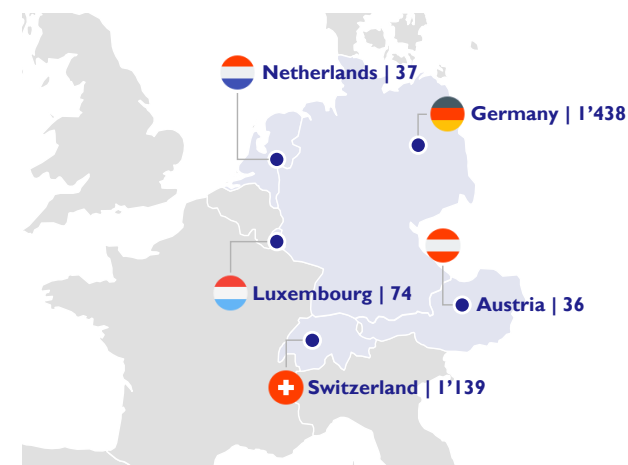 Netherlands | 37
Germany | 1’438
Luxembourg | 74
Austria | 36
Switzerland | 1’139